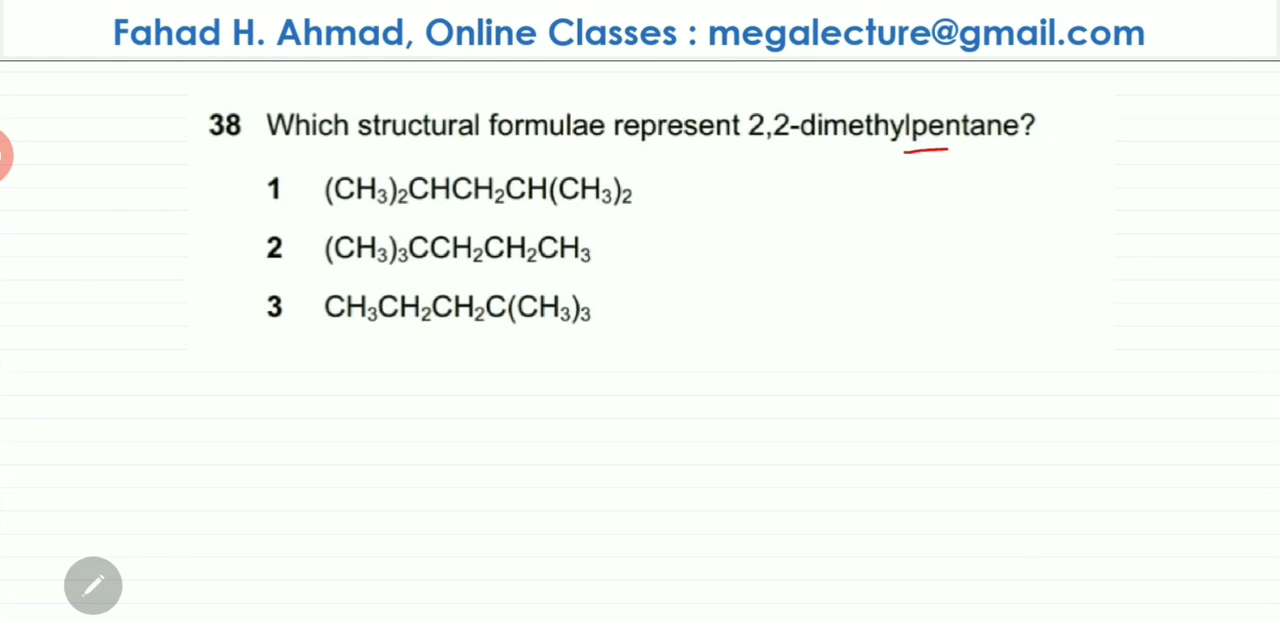 Fahad H. Ahmad, Online Classes : megalecture@gmail.com
38 Which structural formulae represent 2,2-dimethylpentane?
1 (CH₃)₂CHCH₂CH(CH₃)₂
2 (CH₃)₃CCH₂CH₂CH₃
3 CH₃CH₂CH₂C(CH₃)₃